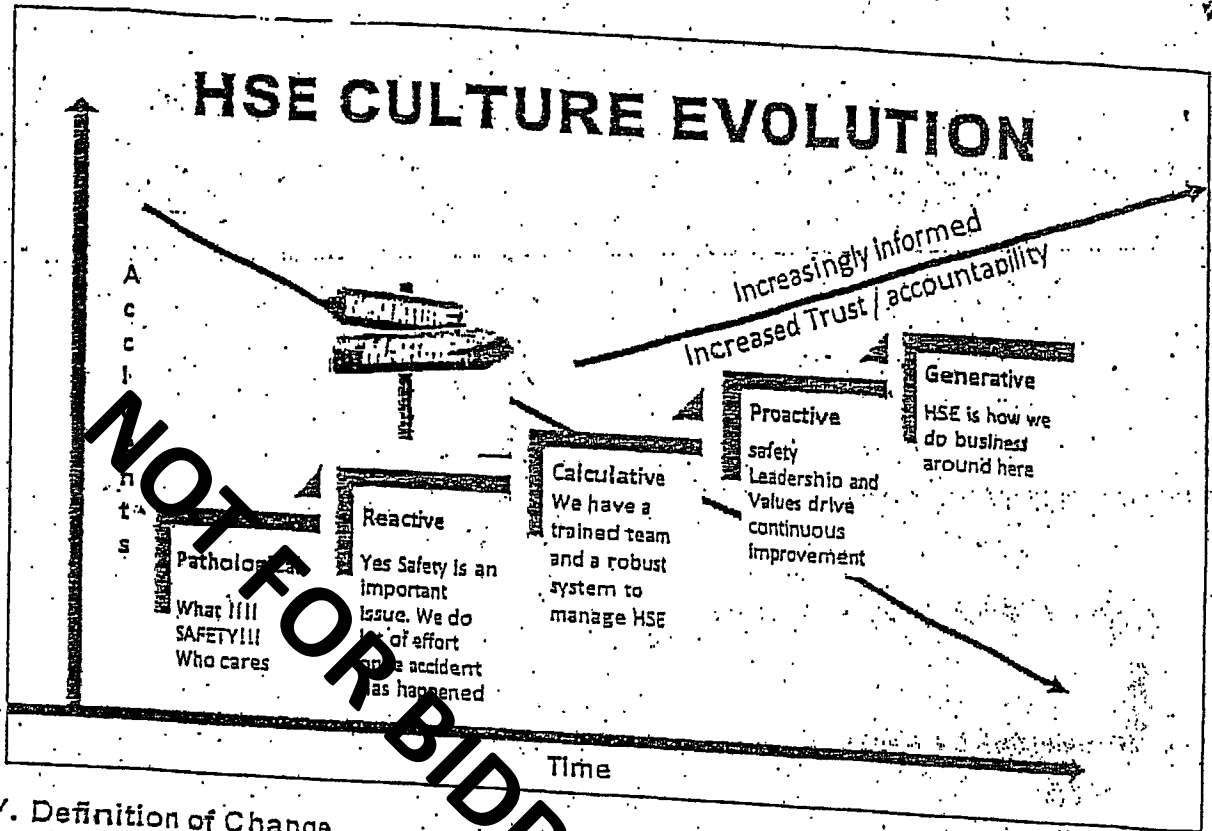 HSE CULTURE EVOLUTION
Increasingly Informed
Increased Trust / accountability
Accidents
Generative
HSE is how we
do business
around here
Proactive
safety
Leadership and
Values drive
continuous
improvement
Calculative
We have a
trained team
and a robust
system to
manage HSE
Reactive
Yes Safety is an
important
issue. We do
of effort
accident
has happened
Pathological
What !!!!
SAFETY!!!
Who cares
Time
Definition of Change
NOT FOR BIDD